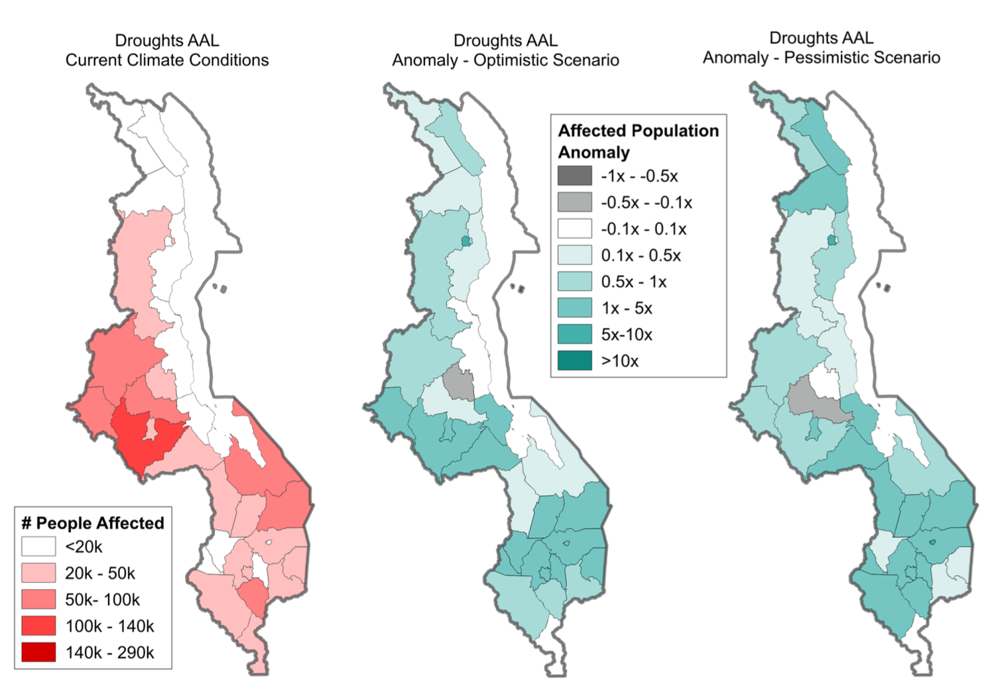 Droughts AAL
Current Climate Conditions
Droughts AAL
Anomaly - Optimistic Scenario
Droughts AAL
Anomaly - Pessimistic Scenario
Affected Population
Anomaly
-1x - -0.5x
-0.5x - -0.1x
-0.1x - 0.1x
0.1x - 0.5x
0.5x - 1x
1x - 5x
5x-10x
>10x
# People Affected
<20k
20k - 50k
50k- 100k
100k - 140k
140k - 290k